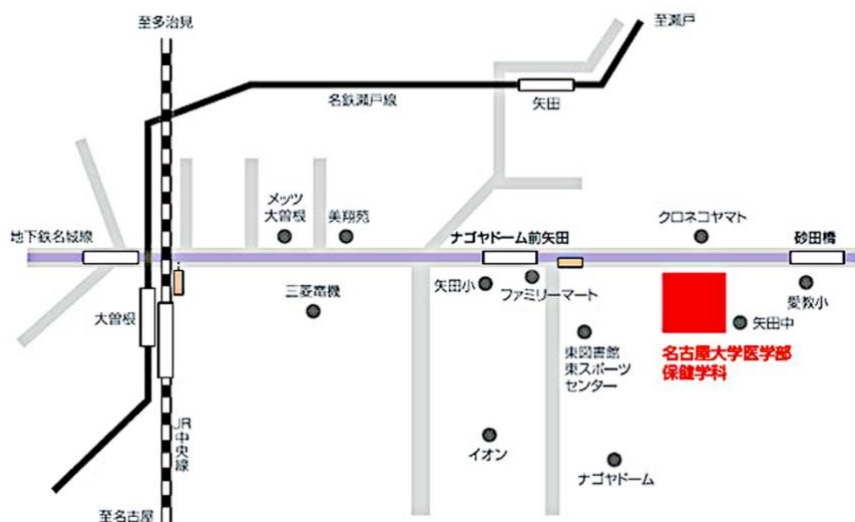 至多治見
至瀬戸
名鉄瀬戸線
矢田
メッツ
大曽根
美翔苑
クロネコヤマト
地下鉄名城線
ナゴヤドーム前矢田
砂田橋
三菱電機
矢田小
ファミリーマート
愛教小
大曽根
矢田中
東図書館
東スポーツ
センター
名古屋大学医学部
保健学科
JR中央線
イオン
ナゴヤドーム
至名古屋